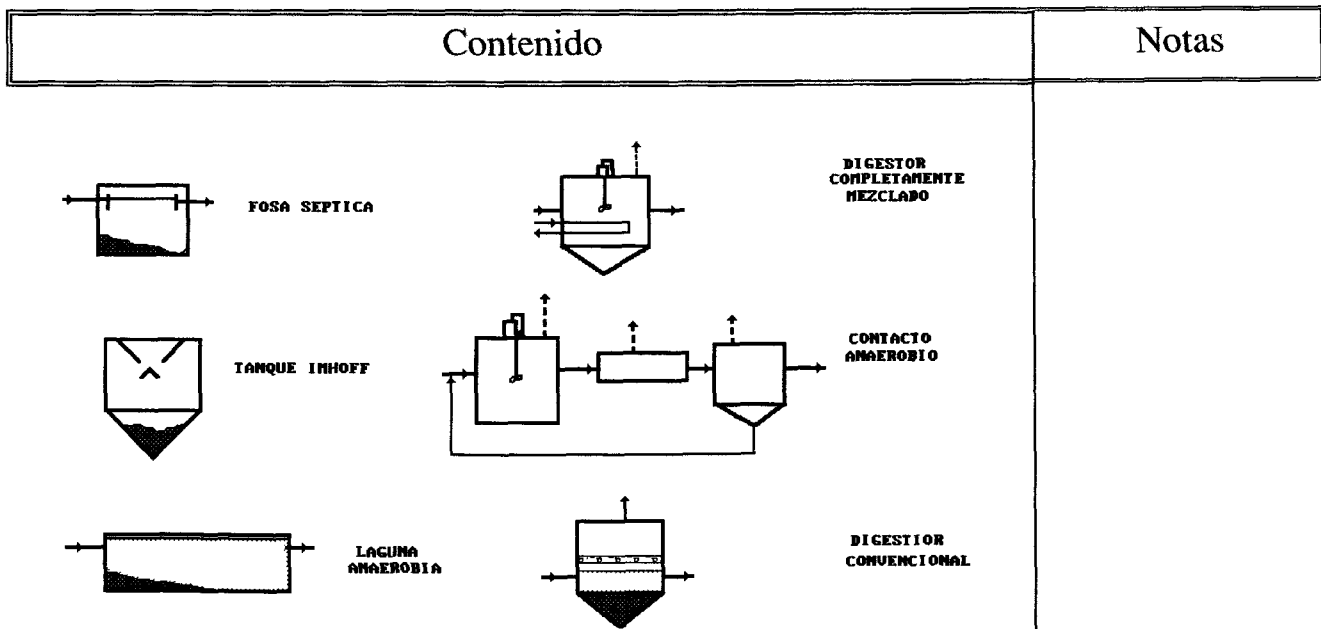 Contenido
Notas
FOSA SEPTICA
DIGESTOR
COMPLETAMENTE
MEZCLADO
TANQUE IMHOFF
CONTACTO
ANAEROBIO
LAGUNA
ANAEROBIA
DIGESTIOR
CONVENCIONAL